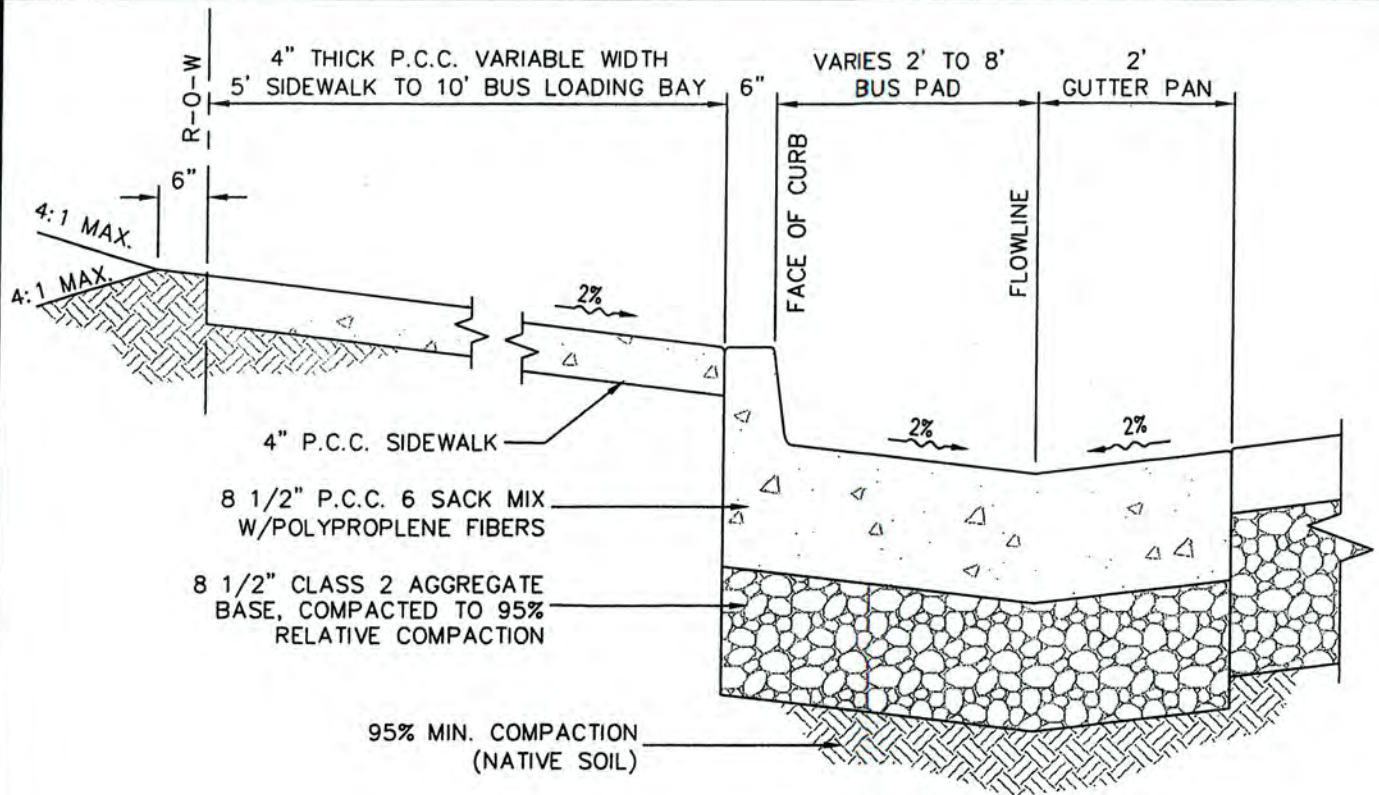 R-O-W
4" THICK P.C.C. VARIABLE WIDTH
5' SIDEWALK TO 10' BUS LOADING BAY
6"
VARIES 2' TO 8'
BUS PAD
2'
GUTTER PAN
6"
FACE OF CURB
FLOWLINE
4:1 MAX.
4:1 MAX.
2%
2%
2%
4" P.C.C. SIDEWALK
8 1/2" P.C.C. 6 SACK MIX
W/POLYPROPLENE FIBERS
8 1/2" CLASS 2 AGGREGATE
BASE, COMPACTED TO 95%
RELATIVE COMPACTION
95% MIN. COMPACTION
(NATIVE SOIL)